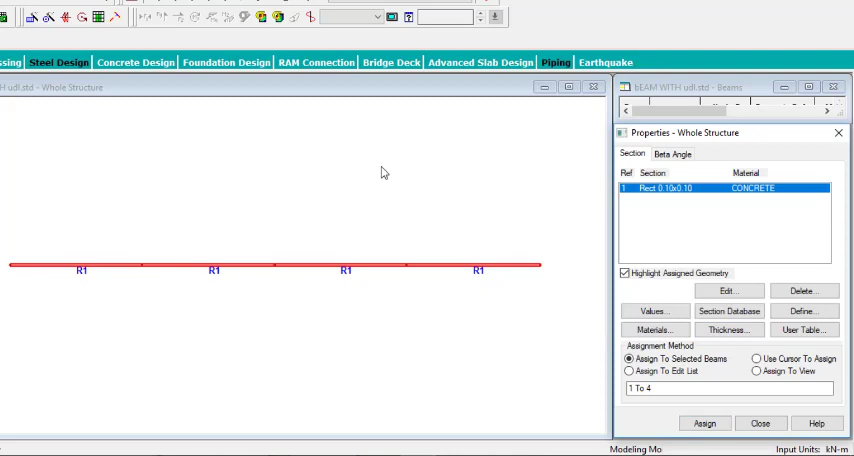 ssing Steel Design Concrete Design Foundation Design RAM Connection Bridge Deck Advanced Slab Design Piping Earthquake
H udl.std - Whole Structure
bEAM WITH udl.std - Beams
Properties - Whole Structure
Section Beta Angle
Ref Section Material
1 Rect 0.10x0.10 CONCRETE
R1 R1 R1 R1
Highlight Assigned Geometry
Edit... Delete...
Values... Section Database Define...
Materials... Thickness... User Table...
Assignment Method
Assign To Selected Beams Use Cursor To Assign
Assign To Edit List Assign To View
1 To 4
Assign Close Help
Modeling Mo Input Units: kN-m